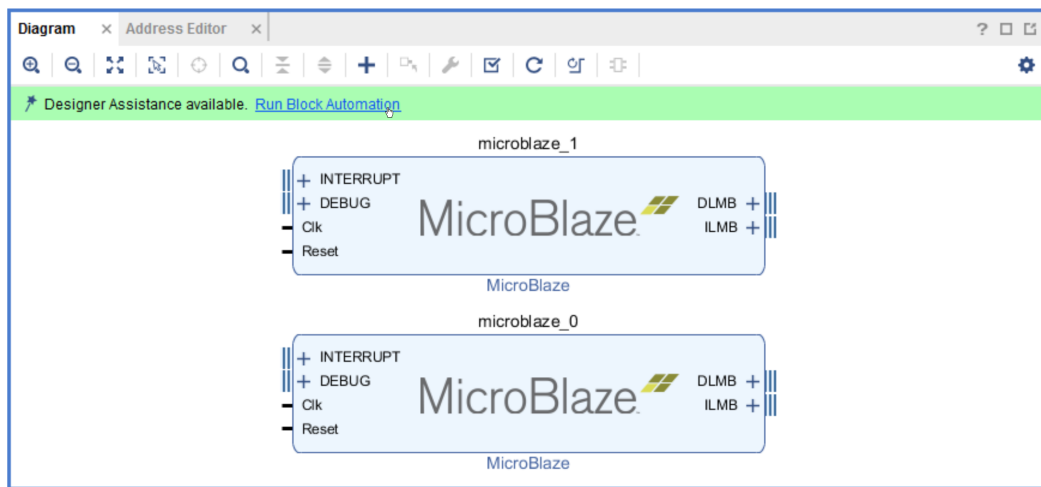 Diagram × Address Editor ×
Designer Assistance available. Run Block Automation
microblaze_1
INTERRUPT
DEBUG
Clk
Reset
MicroBlaze
DLMB
ILMB
MicroBlaze
microblaze_0
INTERRUPT
DEBUG
Clk
Reset
MicroBlaze
DLMB
ILMB
MicroBlaze